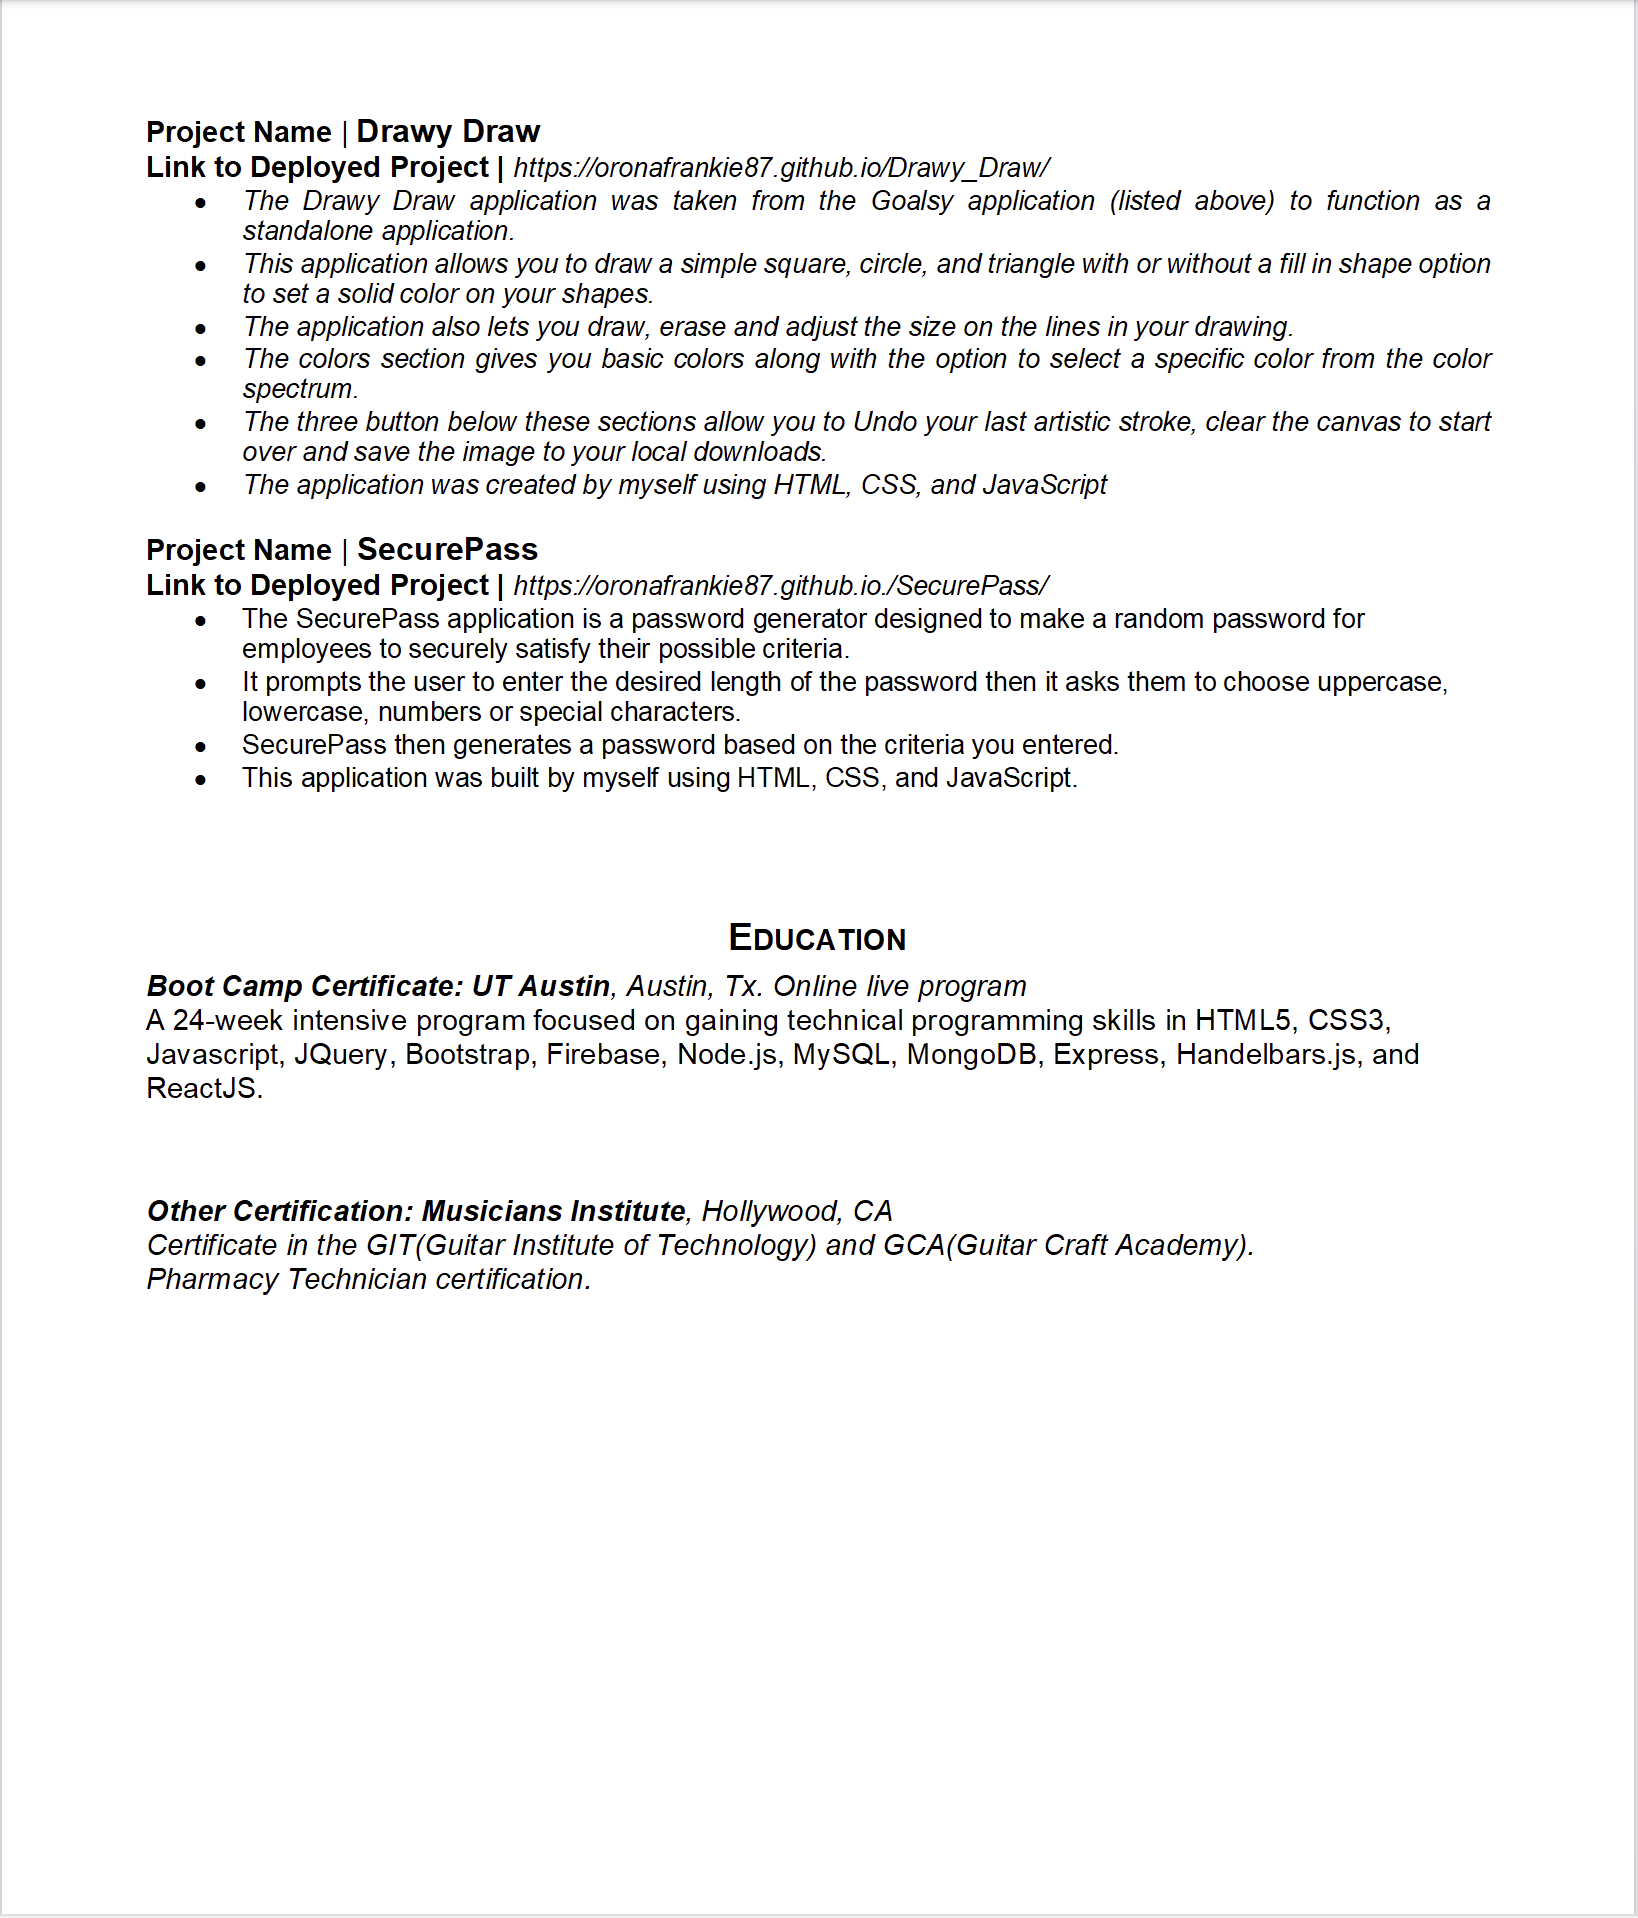 Project Name | Drawy Draw
Link to Deployed Project | https://oronafrankie87.github.io/Drawy_Draw/
• The Drawy Draw application was taken from the Goalsy application (listed above) to function as a
standalone application.
• This application allows you to draw a simple square, circle, and triangle with or without a fill in shape option
to set a solid color on your shapes.
• The application also lets you draw, erase and adjust the size on the lines in your drawing.
• The colors section gives you basic colors along with the option to select a specific color from the color
spectrum.
• The three button below these sections allow you to Undo your last artistic stroke, clear the canvas to start
over and save the image to your local downloads.
• The application was created by myself using HTML, CSS, and JavaScript
Project Name | SecurePass
Link to Deployed Project | https://oronafrankie87.github.io./SecurePass/
• The SecurePass application is a password generator designed to make a random password for
employees to securely satisfy their possible criteria.
• It prompts the user to enter the desired length of the password then it asks them to choose uppercase,
lowercase, numbers or special characters.
• SecurePass then generates a password based on the criteria you entered.
• This application was built by myself using HTML, CSS, and JavaScript.
EDUCATION
Boot Camp Certificate: UT Austin, Austin, Tx. Online live program
A 24-week intensive program focused on gaining technical programming skills in HTML5, CSS3,
Javascript, JQuery, Bootstrap, Firebase, Node.js, MySQL, MongoDB, Express, Handelbars.js, and
ReactJS.
Other Certification: Musicians Institute, Hollywood, CA
Certificate in the GIT(Guitar Institute of Technology) and GCA(Guitar Craft Academy).
Pharmacy Technician certification.